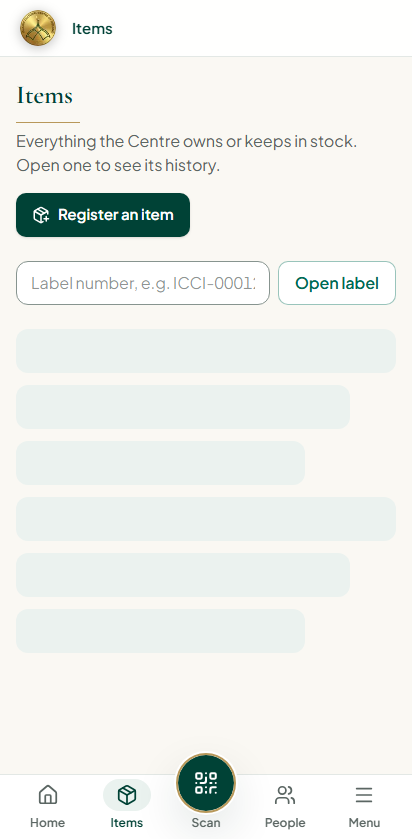 Items
Items
Everything the Centre owns or keeps in stock.
Open one to see its history.
Register an item
Label number, e.g. ICCI-0001
Open label
Home
Items
Scan
People
Menu